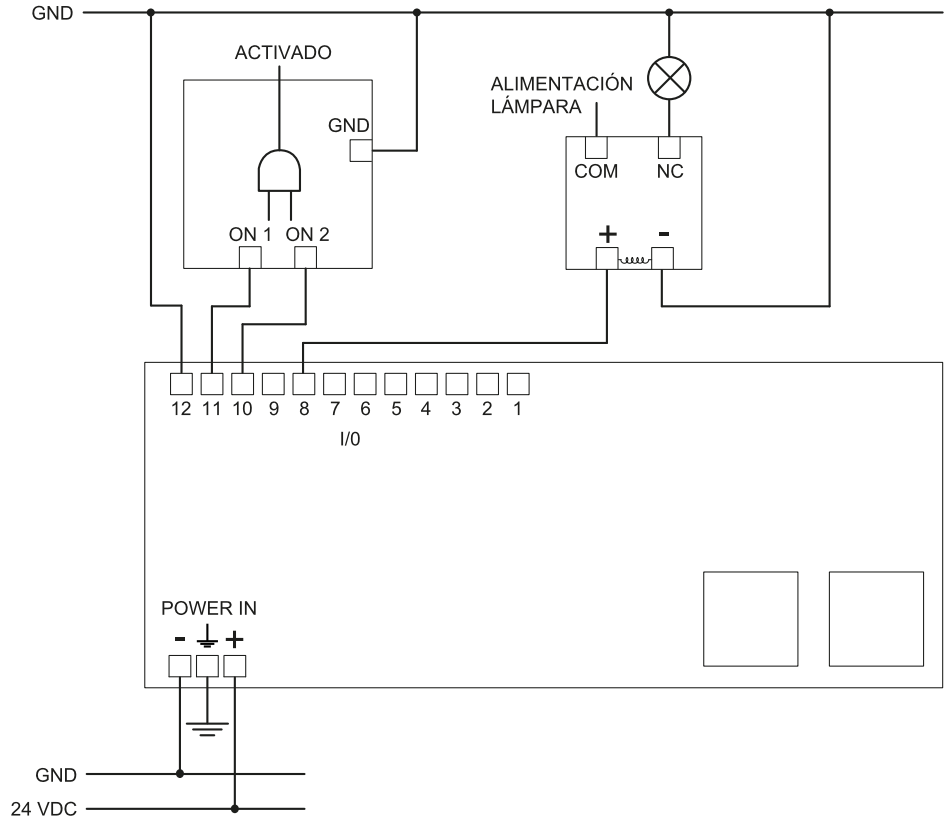 GND
ACTIVADO
ALIMENTACIÓN
LÁMPARA
GND
COM NC
ON 1 ON 2
+ -
12 11 10 9 8 7 6 5 4 3 2 1
I/0
POWER IN
- +
GND
24 VDC